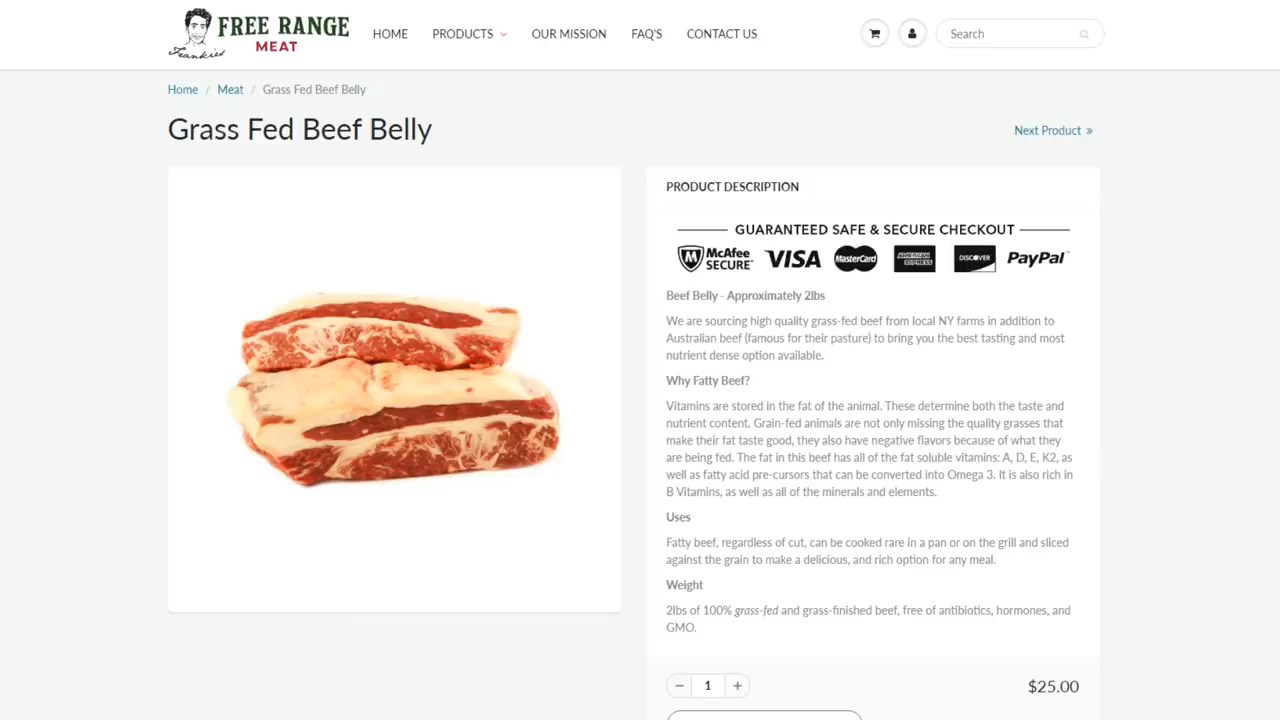 FREE RANGE
MEAT
Frankies
HOME PRODUCTS OUR MISSION FAQ'S CONTACT US
Search
Home / Meat / Grass Fed Beef Belly
Grass Fed Beef Belly
Next Product »
PRODUCT DESCRIPTION
GUARANTEED SAFE & SECURE CHECKOUT
McAfee SECURE VISA MasterCard AMERICAN EXPRESS DISCOVER PayPal
Beef Belly - Approximately 2lbs
We are sourcing high quality grass-fed beef from local NY farms in addition to
Australian beef (famous for their pasture) to bring you the best tasting and most
nutrient dense option available.
Why Fatty Beef?
Vitamins are stored in the fat of the animal. These determine both the taste and
nutrient content. Grain-fed animals are not only missing the quality grasses that
make their fat taste good, they also have negative flavors because of what they
are being fed. The fat in this beef has all of the fat soluble vitamins: A, D, E, K2, as
well as fatty acid pre-cursors that can be converted into Omega 3. It is also rich in
B Vitamins, as well as all of the minerals and elements.
Uses
Fatty beef, regardless of cut, can be cooked rare in a pan or on the grill and sliced
against the grain to make a delicious, and rich option for any meal.
Weight
2lbs of 100% grass-fed and grass-finished beef, free of antibiotics, hormones, and
GMO.
− 1 +
$25.00